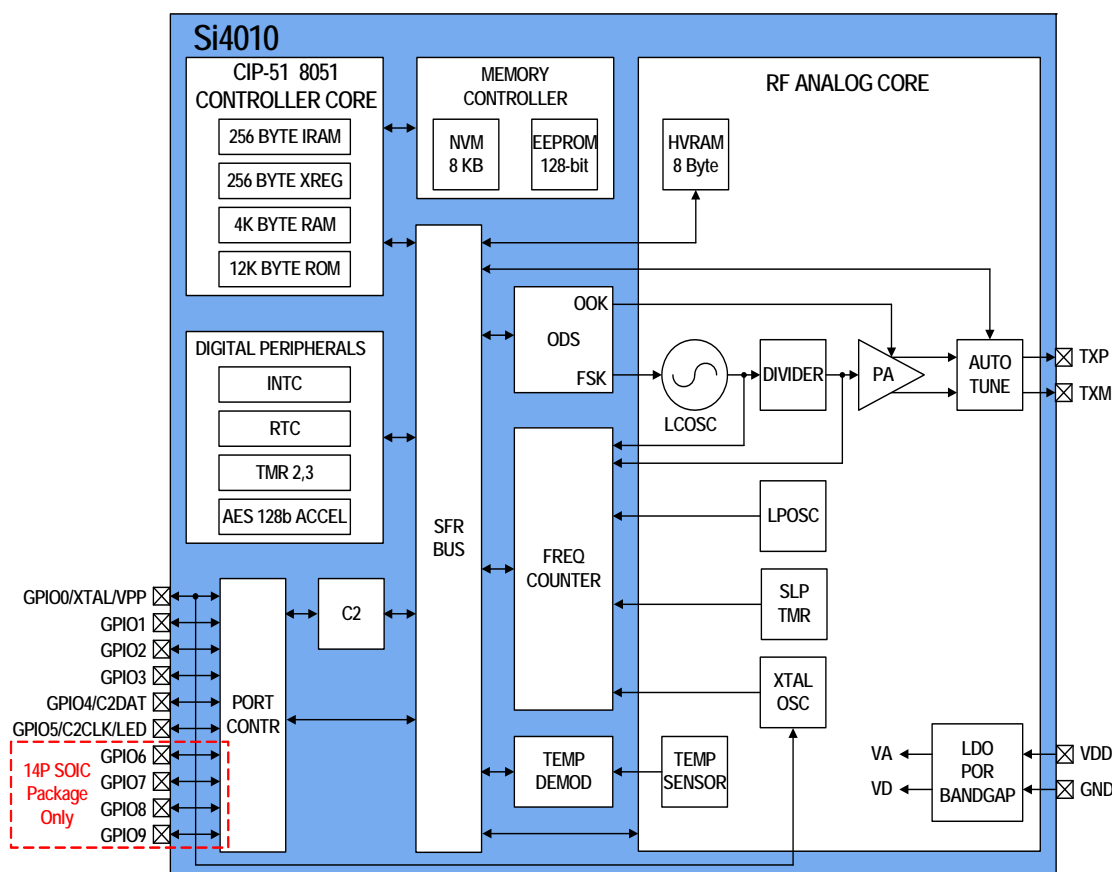 Si4010
CIP-51 8051
CONTROLLER CORE
256 BYTE IRAM
256 BYTE XREG
4K BYTE RAM
12K BYTE ROM
MEMORY
CONTROLLER
NVM
8 KB
EEPROM
128-bit
RF ANALOG CORE
HVRAM
8 Byte
DIGITAL PERIPHERALS
INTC
RTC
TMR 2,3
AES 128b ACCEL
SFR
BUS
OOK
ODS
FSK
LCOSC
DIVIDER
PA
AUTO
TUNE
TXP
TXM
FREQ
COUNTER
LPOSC
SLP
TMR
XTAL
OSC
GPIO0/XTAL/VPP
GPIO1
GPIO2
GPIO3
GPIO4/C2DAT
GPIO5/C2CLK/LED
GPIO6
GPIO7
GPIO8
GPIO9
14P SOIC
Package
Only
PORT
CONTR
C2
TEMP
DEMOD
TEMP
SENSOR
VA
VD
LDO
POR
BANDGAP
VDD
GND